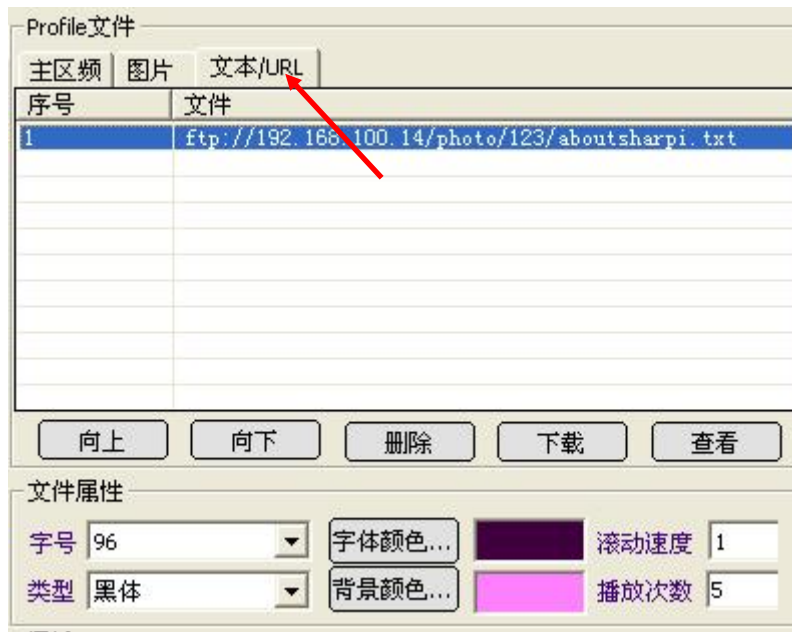 Profile文件
主区频 图片 文本/URL
序号 文件
1 ftp://192.168.100.14/photo/123/aboutsharpi.txt
向上 向下 删除 下载 查看
文件属性
字号 96 字体颜色... 滚动速度 1
类型 黑体 背景颜色... 播放次数 5